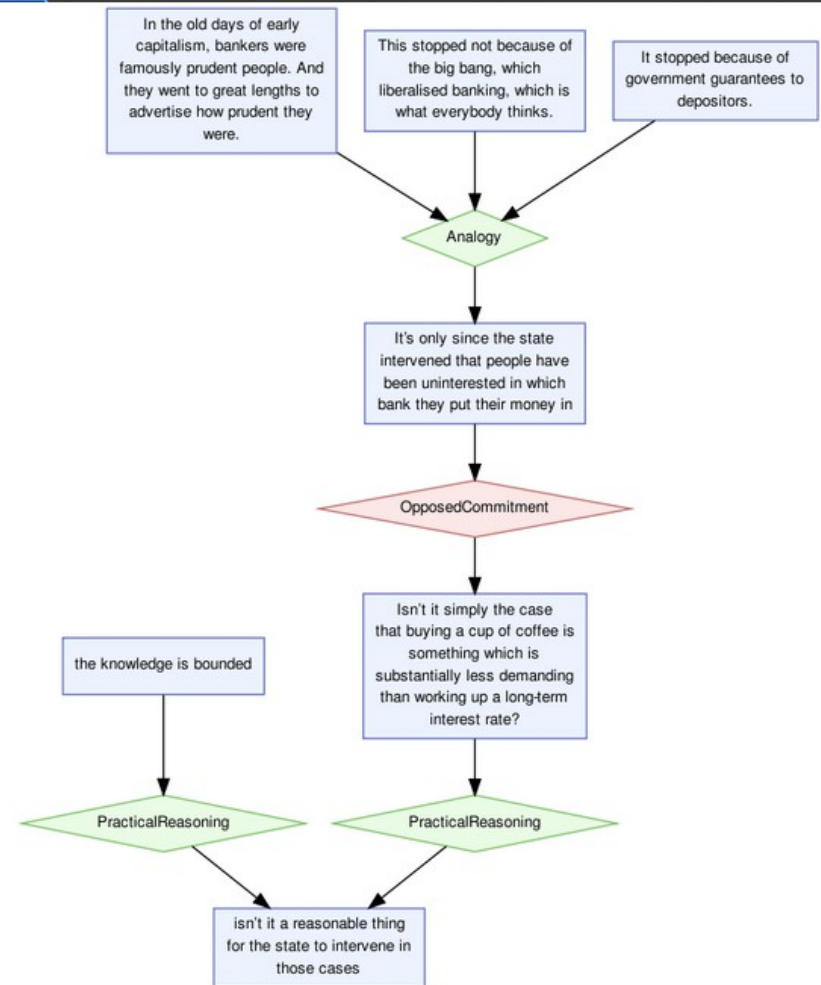 In the old days of early
capitalism, bankers were
famously prudent people. And
they went to great lengths to
advertise how prudent they
were.
This stopped not because of
the big bang, which
liberalised banking, which is
what everybody thinks.
It stopped because of
government guarantees to
depositors.
Analogy
It's only since the state
intervened that people have
been uninterested in which
bank they put their money in
OpposedCommitment
Isn't it simply the case
that buying a cup of coffee is
something which is
substantially less demanding
than working up a long-term
interest rate?
the knowledge is bounded
PracticalReasoning
PracticalReasoning
isn't it a reasonable thing
for the state to intervene in
those cases